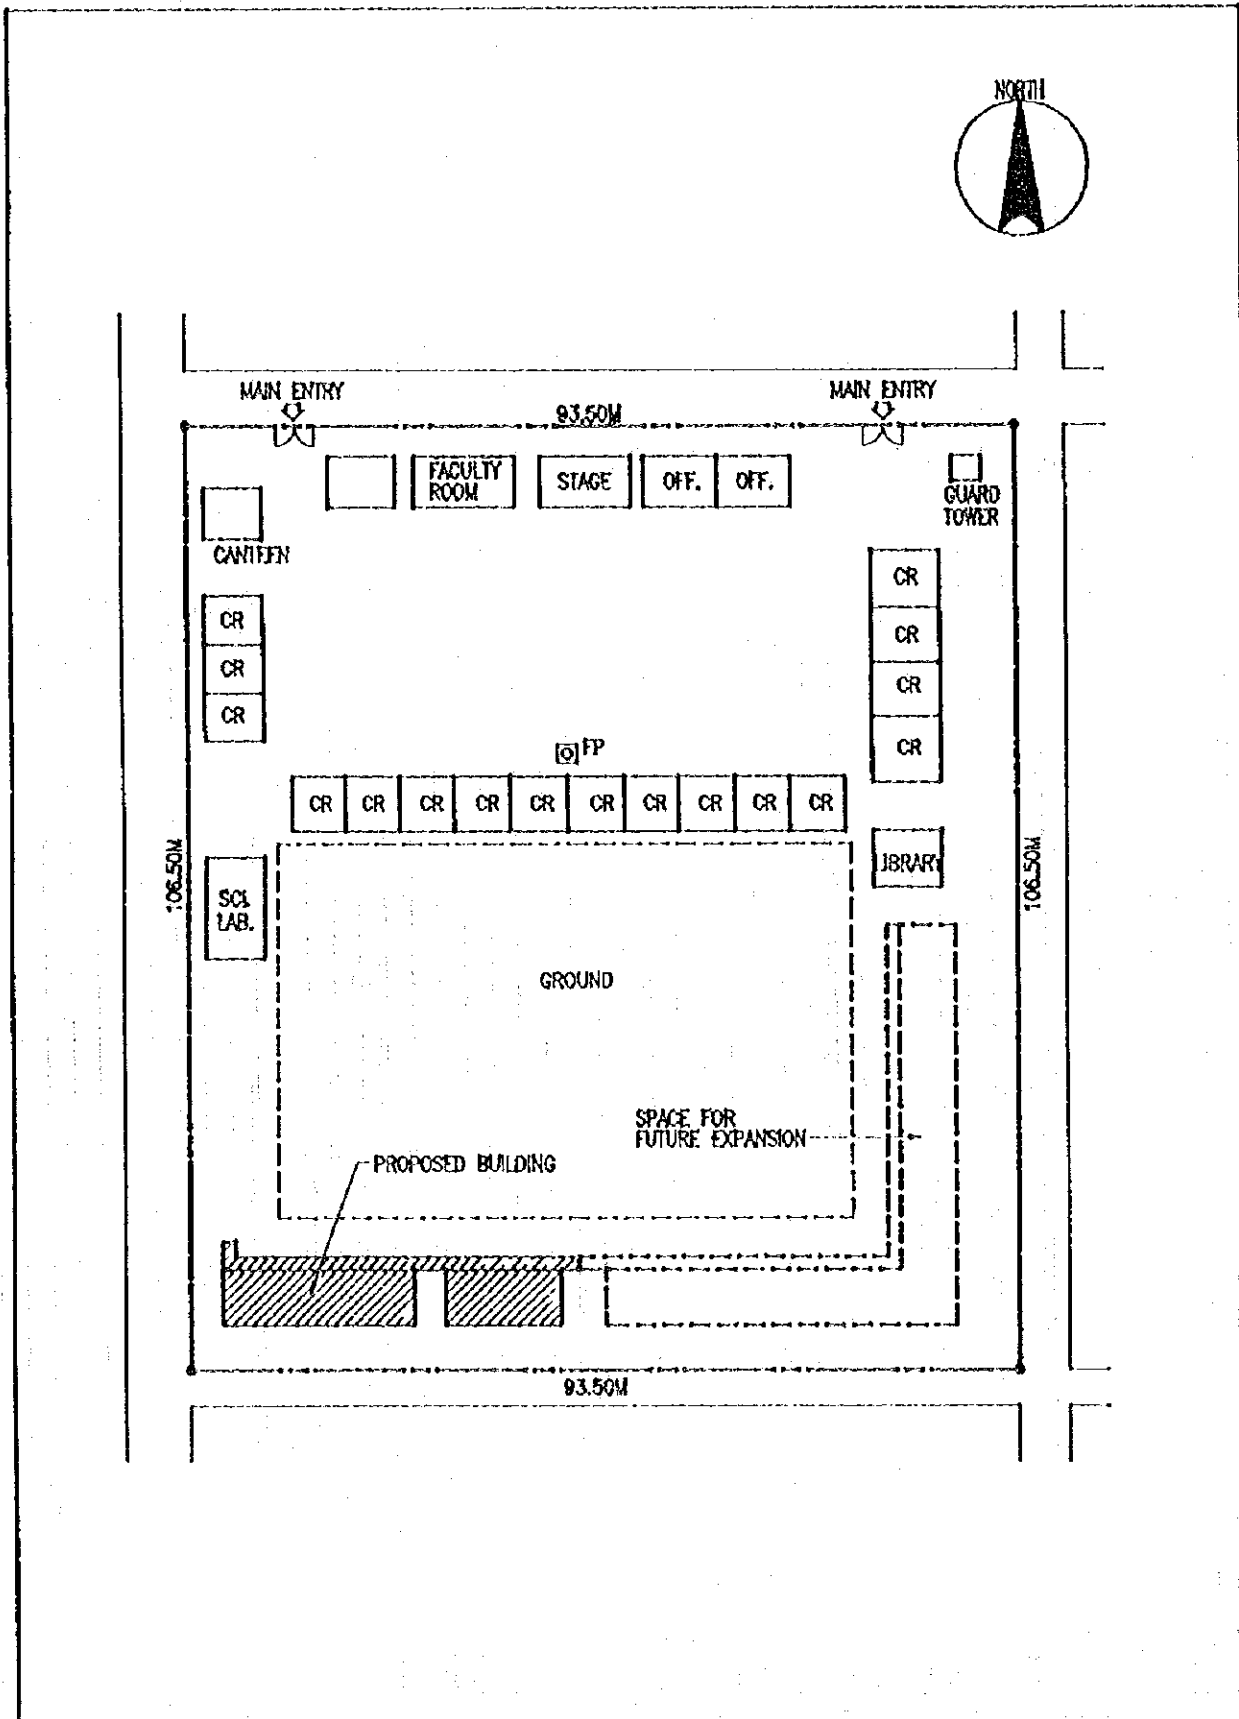 NORTH
MAIN ENTRY
MAIN ENTRY
93.50M
FACULTY
ROOM
STAGE
OFF.
OFF.
GUARD
TOWER
CANTEEN
CR
CR
CR
CR
CR
CR
CR
FP
CR
CR
CR
CR
CR
CR
CR
CR
CR
CR
LIBRARY
106.50M
106.50M
SCI.
LAB.
GROUND
SPACE FOR
FUTURE EXPANSION
PROPOSED BUILDING
93.50M